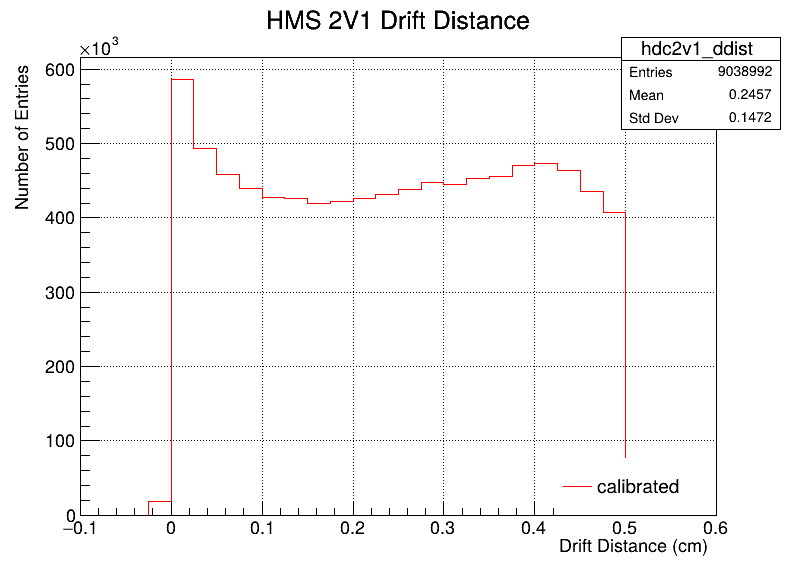 HMS 2V1 Drift Distance
×10³
hdc2v1_ddist
Entries 9038992
Mean 0.2457
Std Dev 0.1472
Number of Entries
600
500
400
300
200
100
0
−0.1 0 0.1 0.2 0.3 0.4 0.5 0.6
calibrated
Drift Distance (cm)